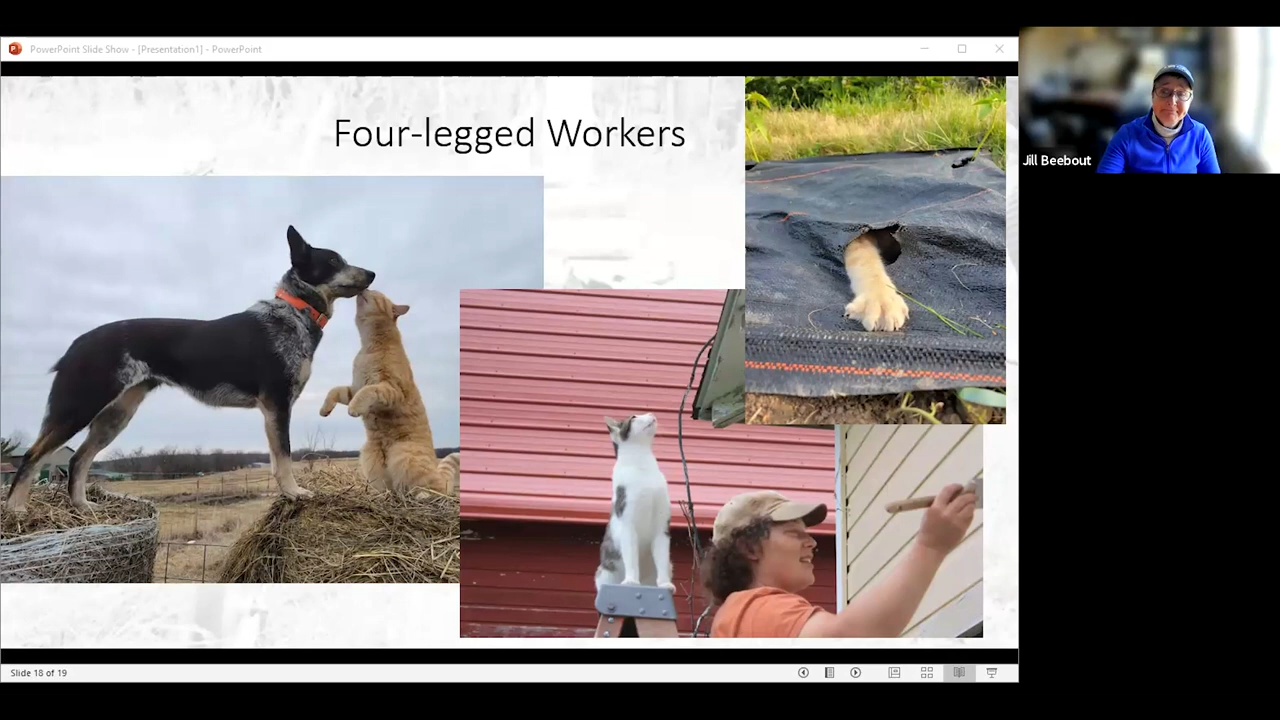 PowerPoint Slide Show - [Presentation1] - PowerPoint
Four-legged Workers
Jill Beebout
Slide 18 of 19